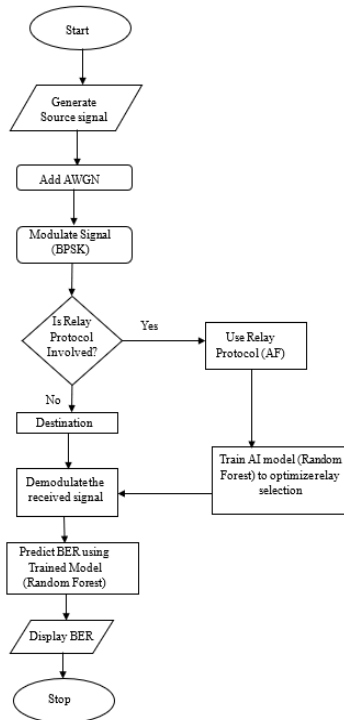 Start
Generate
Source signal
Add AWGN
Modulate Signal
(BPSK)
Is Relay
Protocol
Involved?
Yes
Use Relay
Protocol (AF)
No
Destination
Train AI model (Random
Forest) to optimize relay
selection
Demodulate the
received signal
Predict BER using
Trained Model
(Random Forest)
Display BER
Stop